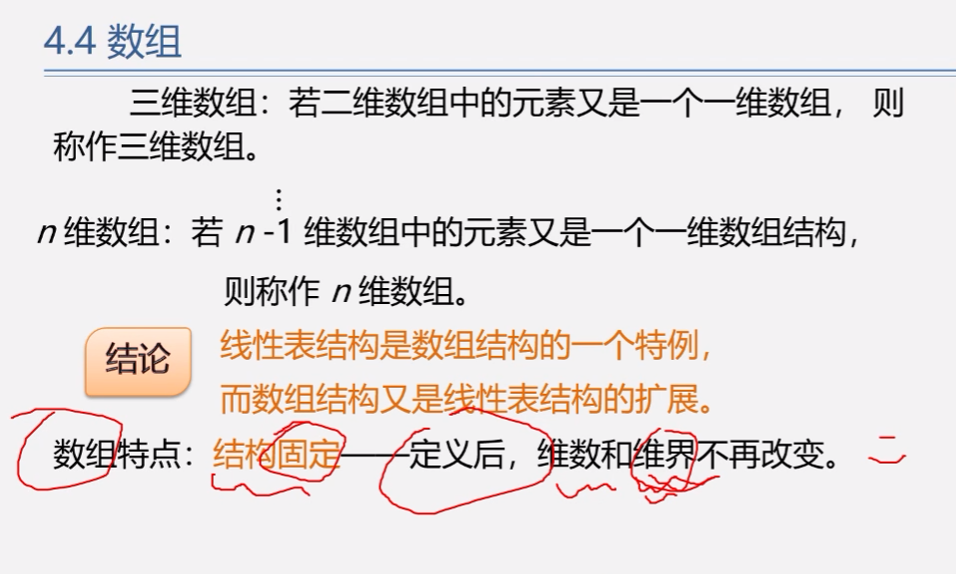 4.4 数组
三维数组：若二维数组中的元素又是一个一维数组， 则
称作三维数组。
⋮
n 维数组：若 n -1 维数组中的元素又是一个一维数组结构，
则称作 n 维数组。
结论
线性表结构是数组结构的一个特例，
而数组结构又是线性表结构的扩展。
数组特点：结构固定——定义后，维数和维界不再改变。 二